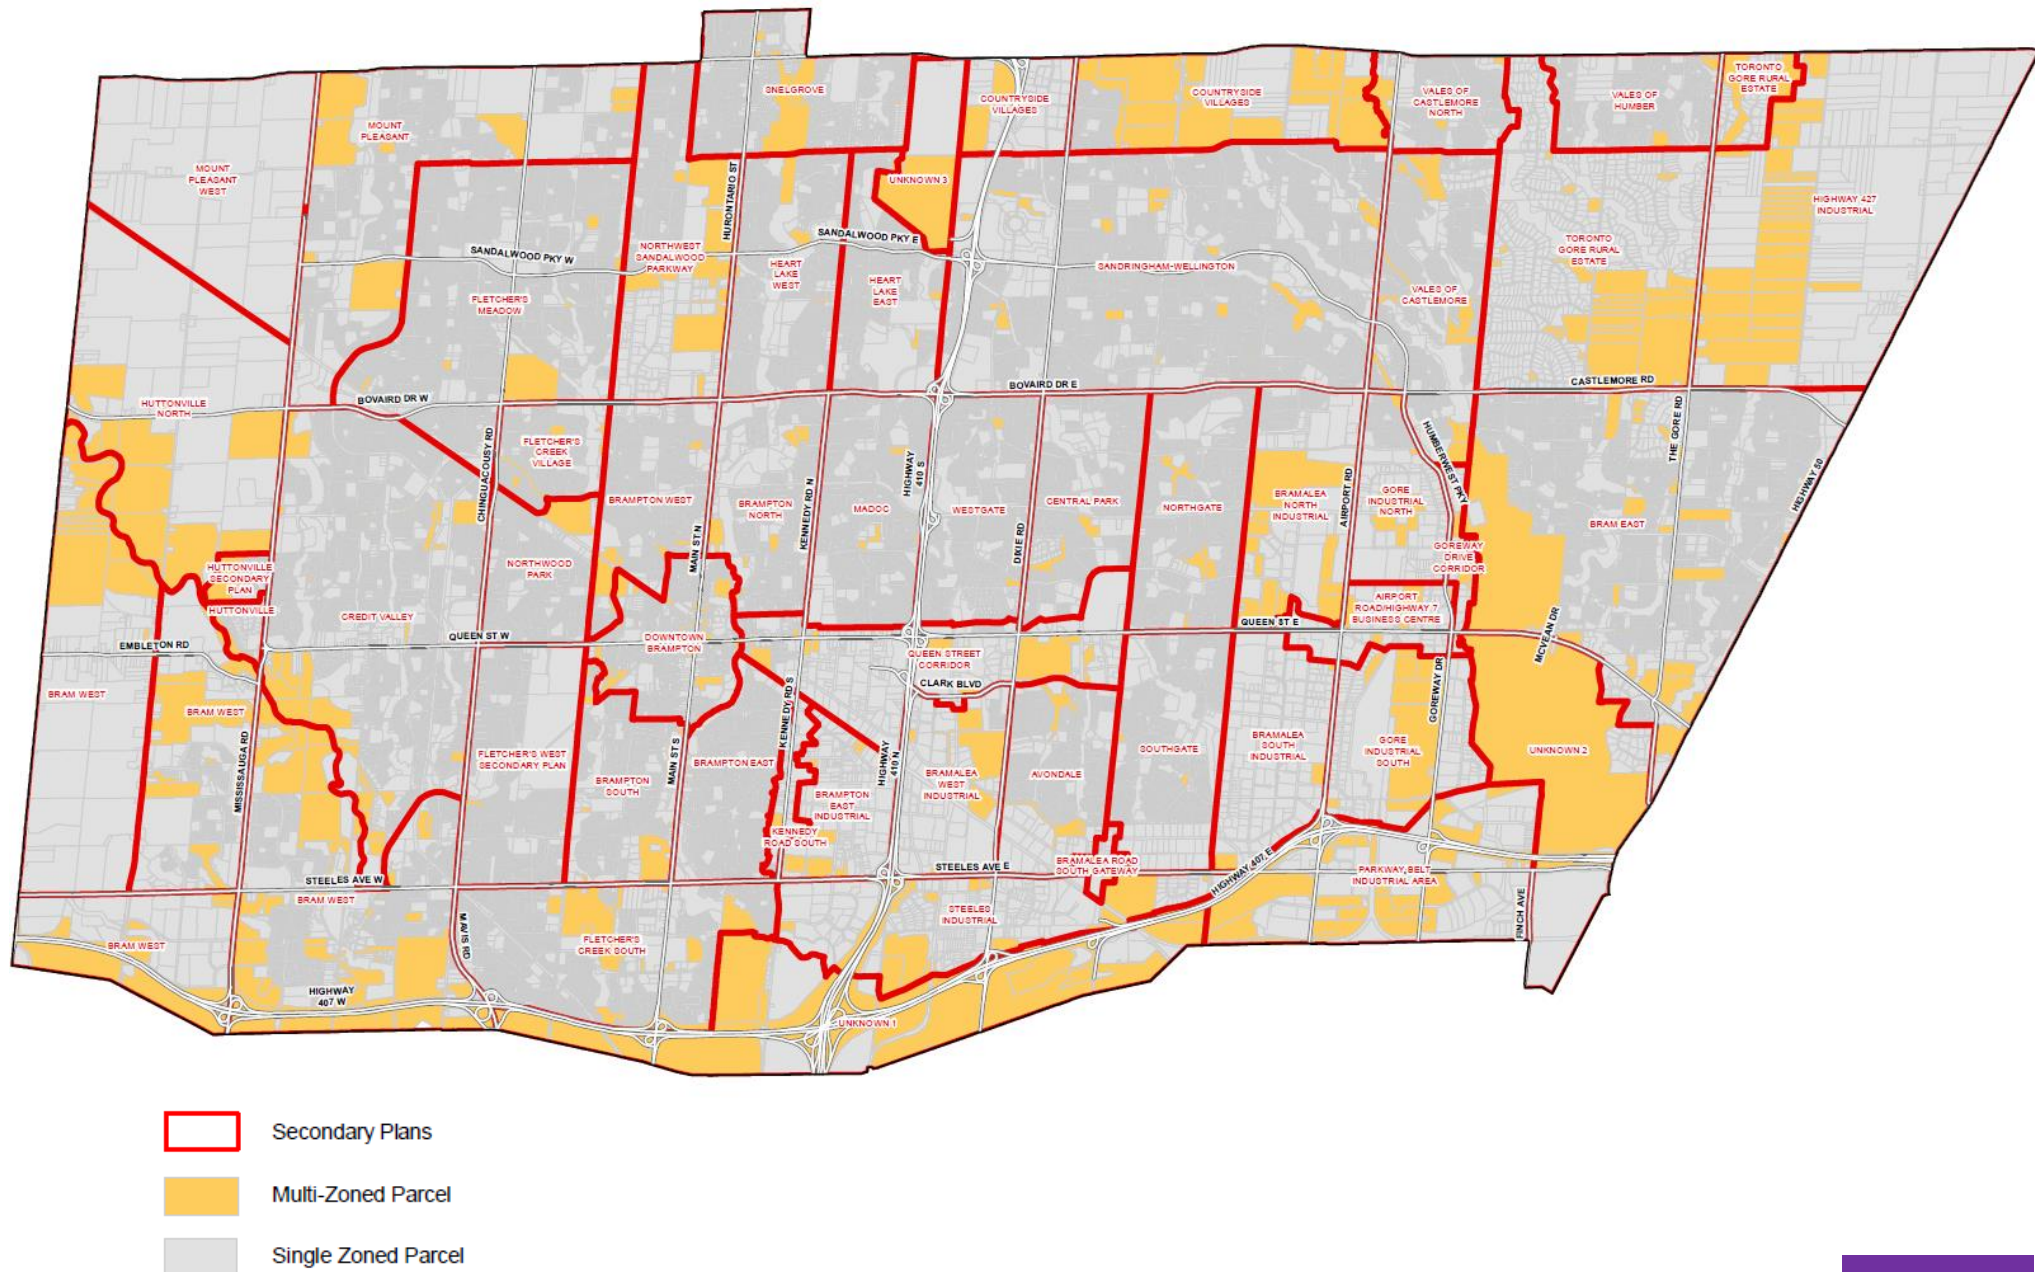 SNELGROVE
COUNTRYSIDE
VILLAGES
COUNTRYSIDE
VILLAGES
VALES OF
CASTLEMORE
NORTH
VALES OF
HUMBER
TORONTO
GORE RURAL
ESTATE
MOUNT
PLEASANT
MOUNT
PLEASANT
WEST
UNKNOWN 3
HURONTARIO ST
HIGHWAY 427
INDUSTRIAL
SANDALWOOD PKY W
NORTHWEST
SANDALWOOD
PARKWAY
SANDALWOOD PKY E
HEART
LAKE
WEST
HEART
LAKE
EAST
SANDRINGHAM-WELLINGTON
TORONTO
GORE RURAL
ESTATE
FLETCHER'S
MEADOW
VALES OF
CASTLEMORE
HUTTONVILLE
NORTH
BOVAIRD DR W
BOVAIRD DR E
CASTLEMORE RD
CHINGUACOUSY RD
FLETCHER'S
CREEK
VILLAGE
BRAMPTON WEST
MAIN ST N
BRAMPTON
NORTH
KENNEDY RD N
MADOC
HIGHWAY
410 S
WESTGATE
DIXIE RD
CENTRAL PARK
NORTHGATE
BRAMALEA
NORTH
INDUSTRIAL
AIRPORT RD
GORE
INDUSTRIAL
NORTH
HUMBERWEST PKY
GOREWAY
DRIVE
CORRIDOR
THE GORE RD
BRAM EAST
HIGHWAY 50
HUTTONVILLE
SECONDARY
PLAN
HUTTONVILLE
NORTHWOOD
PARK
CREDIT VALLEY
AIRPORT
ROAD/HIGHWAY 7
BUSINESS CENTRE
EMBLETON RD
QUEEN ST W
DOWNTOWN
BRAMPTON
QUEEN STREET
CORRIDOR
CLARK BLVD
QUEEN ST E
MCVEAN DR
BRAM WEST
BRAM WEST
MISSISSAUGA RD
FLETCHER'S WEST
SECONDARY PLAN
BRAMPTON
SOUTH
MAIN ST S
BRAMPTON EAST
KENNEDY RD S
BRAMPTON
EAST
INDUSTRIAL
KENNEDY
ROAD SOUTH
HIGHWAY
410 N
BRAMALEA
WEST
INDUSTRIAL
AVONDALE
SOUTHGATE
BRAMALEA
SOUTH
INDUSTRIAL
GORE
INDUSTRIAL
SOUTH
GOREWAY DR
UNKNOWN 2
STEELES AVE W
BRAM WEST
STEELES AVE E
BRAMALEA ROAD
SOUTH GATEWAY
HIGHWAY 407 E
PARKWAY BELT
INDUSTRIAL AREA
FINCH AVE
BRAM WEST
MAVIS RD
FLETCHER'S
CREEK SOUTH
STEELES
INDUSTRIAL
HIGHWAY
407 W
UNKNOWN 1
Secondary Plans
Multi-Zoned Parcel
Single Zoned Parcel